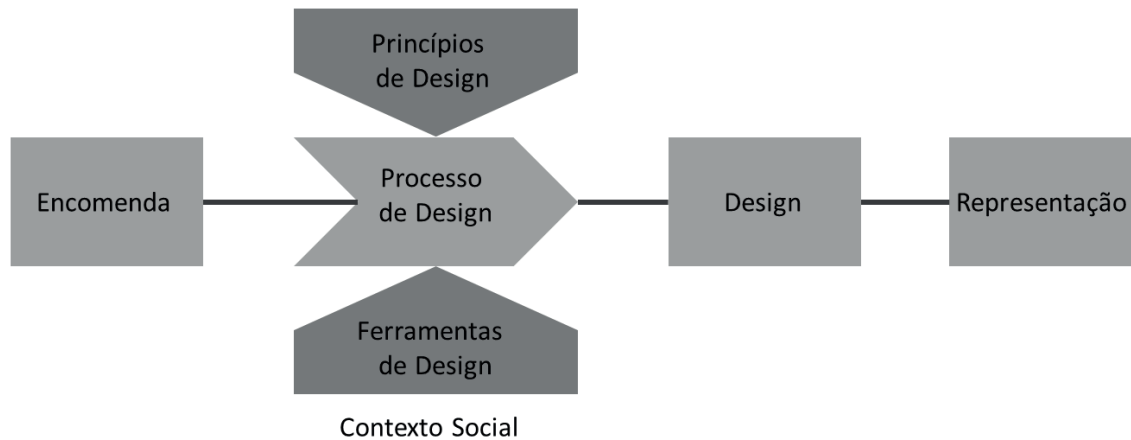 Princípios
de Design
Encomenda
Processo
de Design
Design
Representação
Ferramentas
de Design
Contexto Social